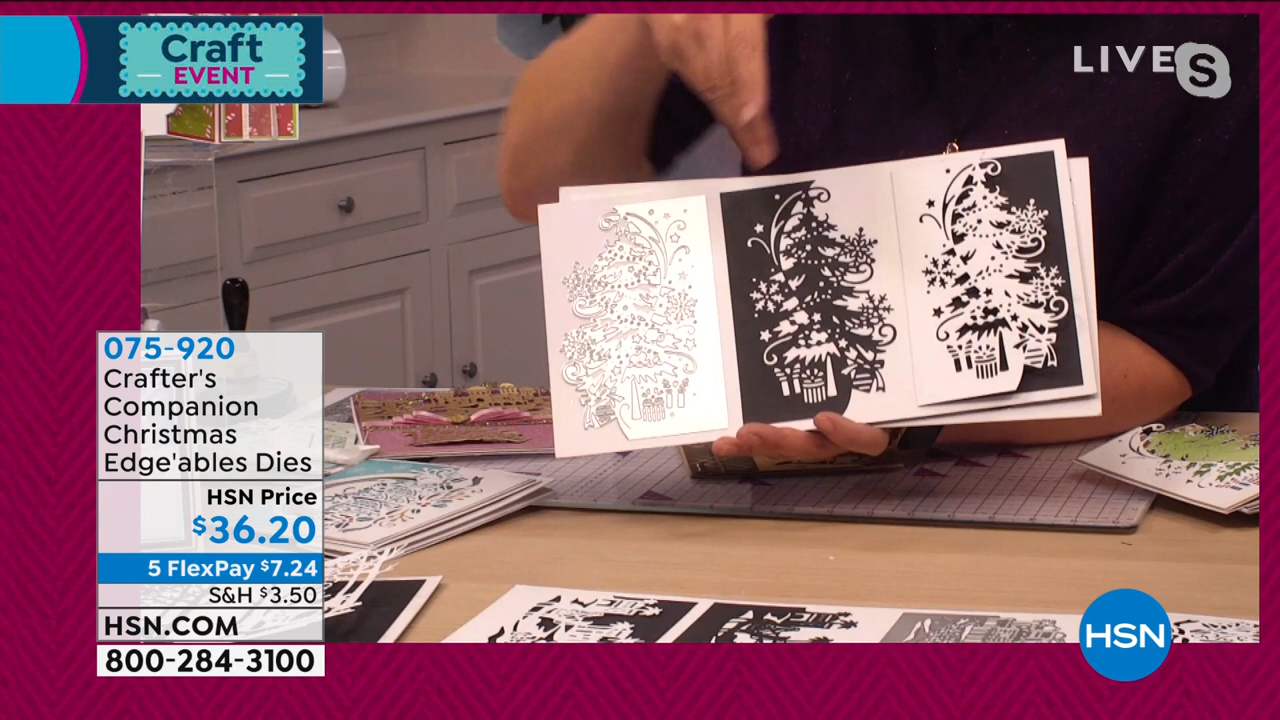 Craft
EVENT
LIVE S
075-920
Crafter's
Companion
Christmas
Edge'ables Dies
HSN Price
$36.20
5 FlexPay $7.24
S&H $3.50
HSN.COM
800-284-3100
HSN